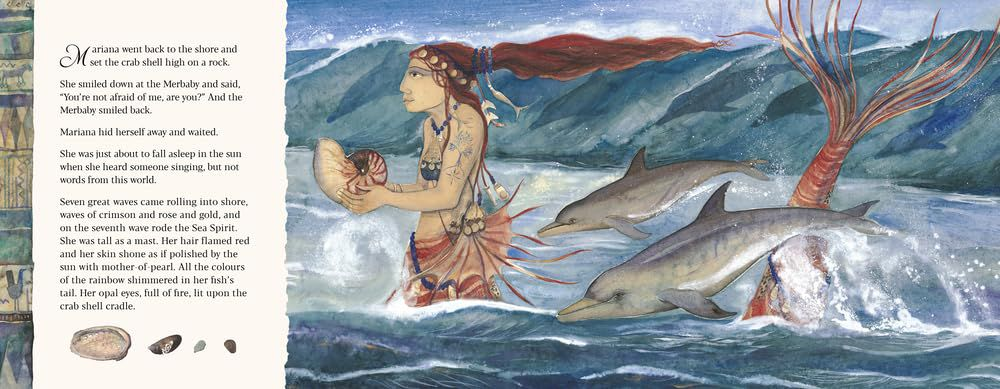 Mariana went back to the shore and
set the crab shell high on a rock.
She smiled down at the Merbaby and said,
“You’re not afraid of me, are you?” And the
Merbaby smiled back.
Mariana hid herself away and waited.
She was just about to fall asleep in the sun
when she heard someone singing, but not
words from this world.
Seven great waves came rolling into shore,
waves of crimson and rose and gold, and
on the seventh wave rode the Sea Spirit.
She was tall as a mast. Her hair flamed red
and her skin shone as if polished by the
sun with mother-of-pearl. All the colours
of the rainbow shimmered in her fish’s
tail. Her opal eyes, full of fire, lit upon the
crab shell cradle.